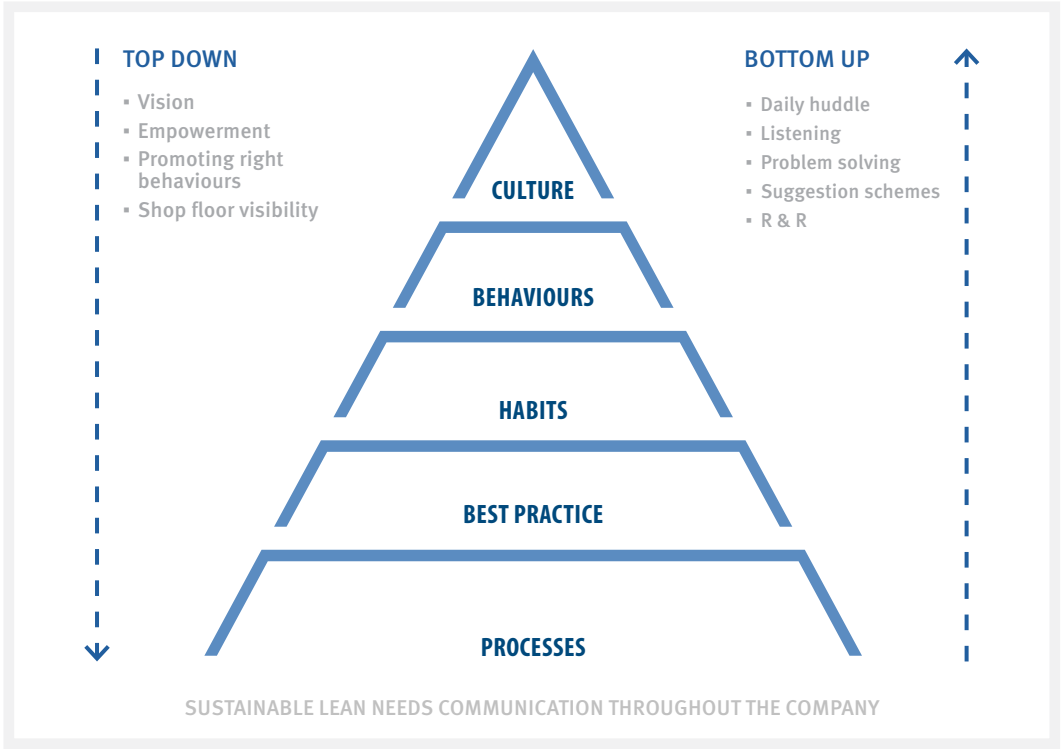 TOP DOWN
▪ Vision
▪ Empowerment
▪ Promoting right
behaviours
▪ Shop floor visibility
BOTTOM UP
▪ Daily huddle
▪ Listening
▪ Problem solving
▪ Suggestion schemes
▪ R & R
CULTURE
BEHAVIOURS
HABITS
BEST PRACTICE
PROCESSES
SUSTAINABLE LEAN NEEDS COMMUNICATION THROUGHOUT THE COMPANY